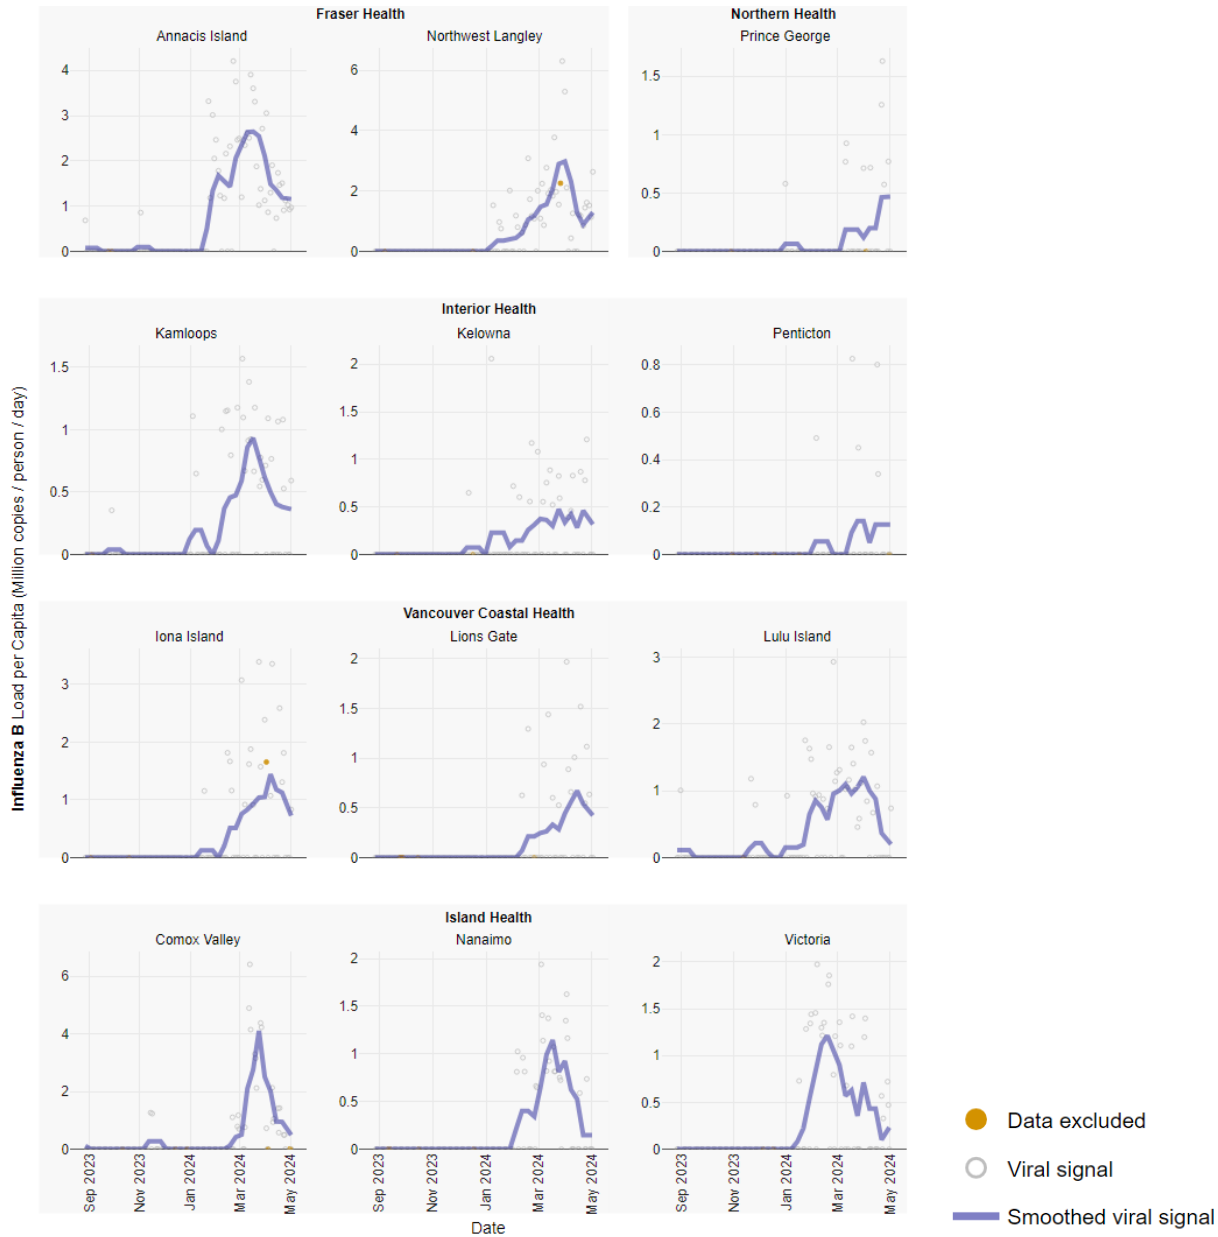 Fraser Health
Northern Health
Annacis Island
Northwest Langley
Prince George
4
3
2
1
0
6
4
2
0
1.5
1
0.5
0
Interior Health
Kamloops
Kelowna
Penticton
1.5
1
0.5
0
2
1.5
1
0.5
0
0.8
0.6
0.4
0.2
0
Influenza B Load per Capita (Million copies / person / day)
Vancouver Coastal Health
Iona Island
Lions Gate
Lulu Island
3
2
1
0
2
1.5
1
0.5
0
3
2
1
0
Island Health
Comox Valley
Nanaimo
Victoria
6
4
2
0
2
1.5
1
0.5
0
2
1.5
1
0.5
0
Sep 2023
Nov 2023
Jan 2024
Mar 2024
May 2024
Sep 2023
Nov 2023
Jan 2024
Mar 2024
May 2024
Sep 2023
Nov 2023
Jan 2024
Mar 2024
May 2024
Date
Data excluded
Viral signal
Smoothed viral signal